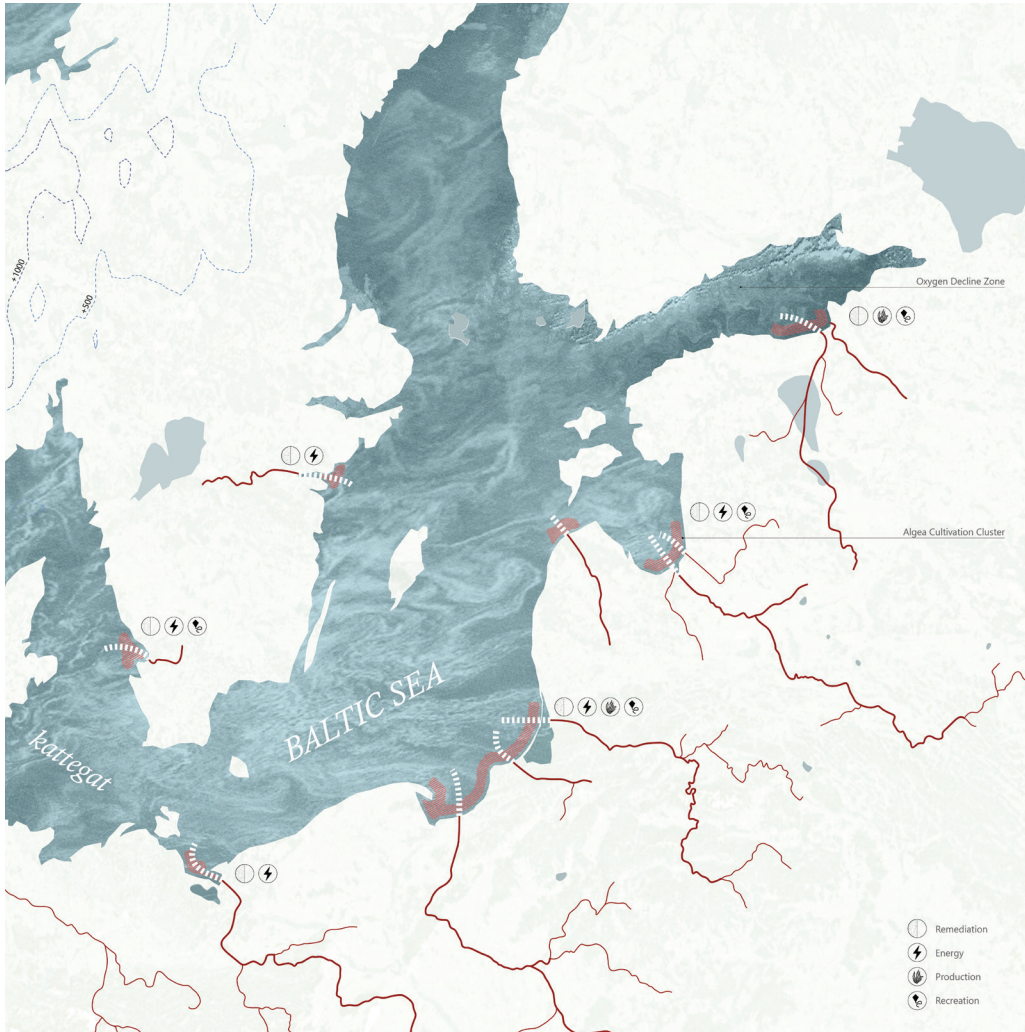 +1000
+500
Oxygen Decline Zone
Algea Cultivation Cluster
BALTIC SEA
kattegat
Remediation
Energy
Production
Recreation